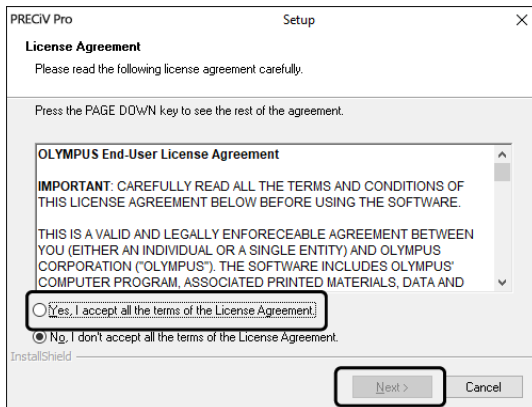 PRECiV Pro Setup
License Agreement
Please read the following license agreement carefully.
Press the PAGE DOWN key to see the rest of the agreement.
OLYMPUS End-User License Agreement
IMPORTANT: CAREFULLY READ ALL THE TERMS AND CONDITIONS OF
THIS LICENSE AGREEMENT BELOW BEFORE USING THE SOFTWARE.
THIS IS A VALID AND LEGALLY ENFORECEABLE AGREEMENT BETWEEN
YOU (EITHER AN INDIVIDUAL OR A SINGLE ENTITY) AND OLYMPUS
CORPORATION ("OLYMPUS"). THE SOFTWARE INCLUDES OLYMPUS'
COMPUTER PROGRAM, ASSOCIATED PRINTED MATERIALS, DATA AND
Yes, I accept all the terms of the License Agreement.
No, I don't accept all the terms of the License Agreement.
InstallShield
Next > Cancel